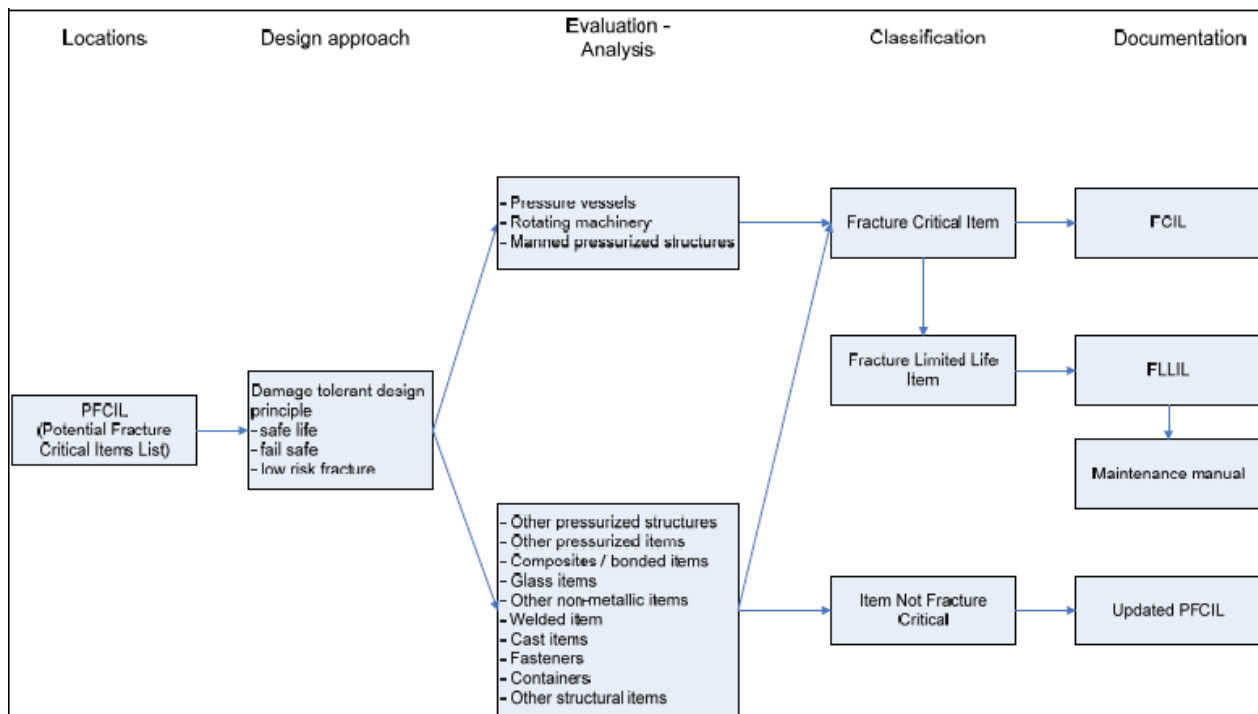 Locations
Design approach
Evaluation -
Analysis
Classification
Documentation
PFCIL
(Potential Fracture
Critical Items List)
Damage tolerant design
principle
- safe life
- fail safe
- low risk fracture
- Pressure vessels
- Rotating machinery
- Manned pressurized structures
- Other pressurized structures
- Other pressurized items
- Composites / bonded items
- Glass items
- Other non-metallic items
- Welded item
- Cast items
- Fasteners
- Containers
- Other structural items
Fracture Critical Item
Fracture Limited Life
Item
Item Not Fracture
Critical
FCIL
FLLIL
Maintenance manual
Updated PFCIL